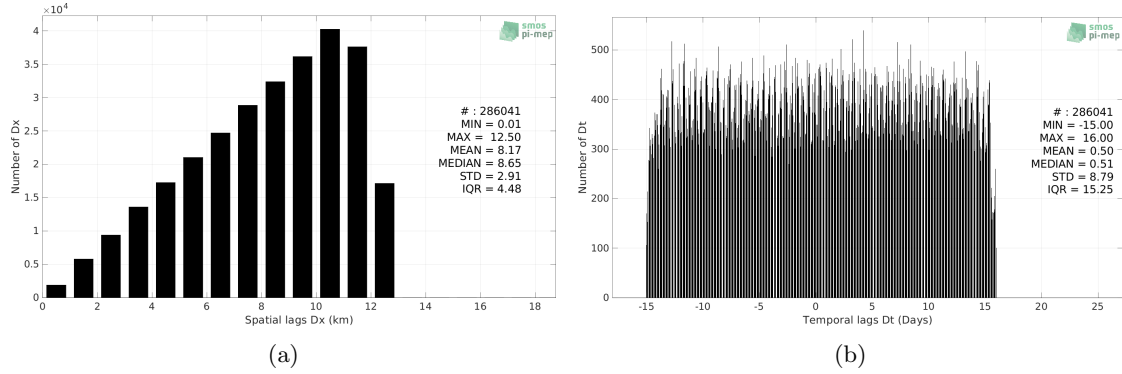 ×10⁴
4
3.5
3
2.5
2
1.5
1
0.5
0
0 2 4 6 8 10 12 14 16 18
Number of Dx
Spatial lags Dx (km)
smos
pi-mep
# : 286041
MIN = 0.01
MAX = 12.50
MEAN = 8.17
MEDIAN = 8.65
STD = 2.91
IQR = 4.48
(a)
500
400
300
200
100
0
-15 -10 -5 0 5 10 15 20 25
Number of Dt
Temporal lags Dt (Days)
smos
pi-mep
# : 286041
MIN = -15.00
MAX = 16.00
MEAN = 0.50
MEDIAN = 0.51
STD = 8.79
IQR = 15.25
(b)